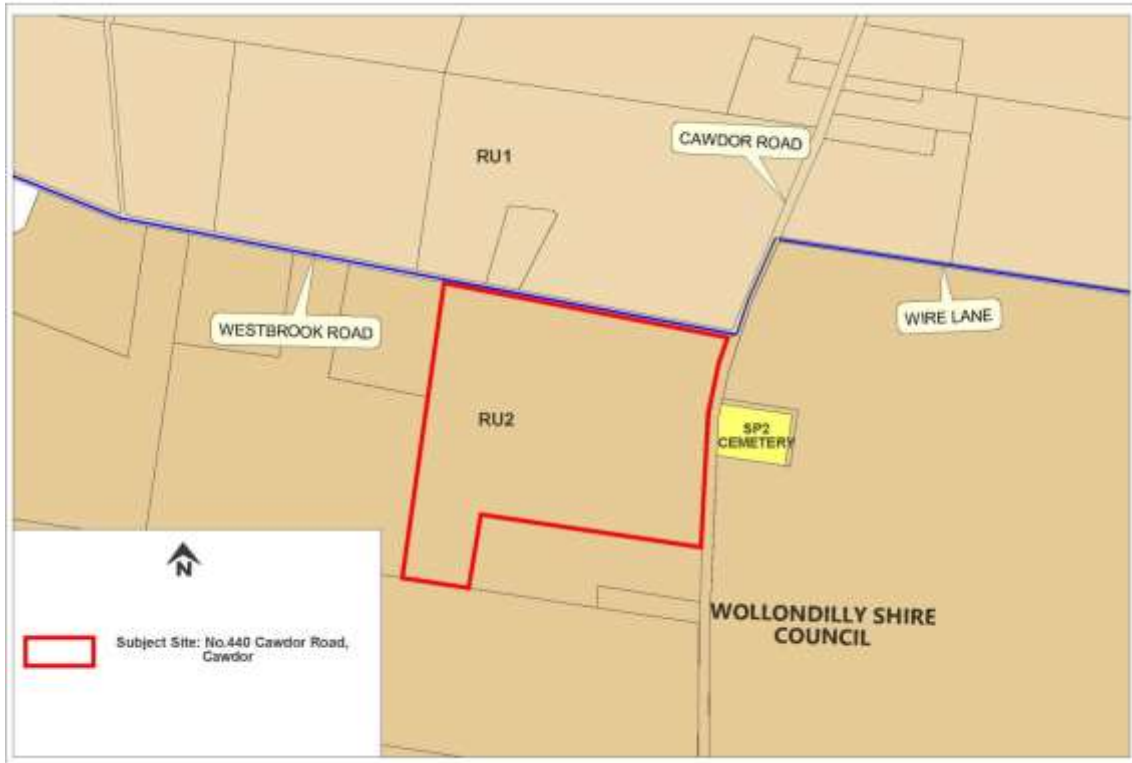 RU1
CAWDOR ROAD
WESTBROOK ROAD
WIRE LANE
RU2
SP2
CEMETERY
N
Subject Site: No.440 Cawdor Road,
Cawdor
WOLLONDILLY SHIRE
COUNCIL